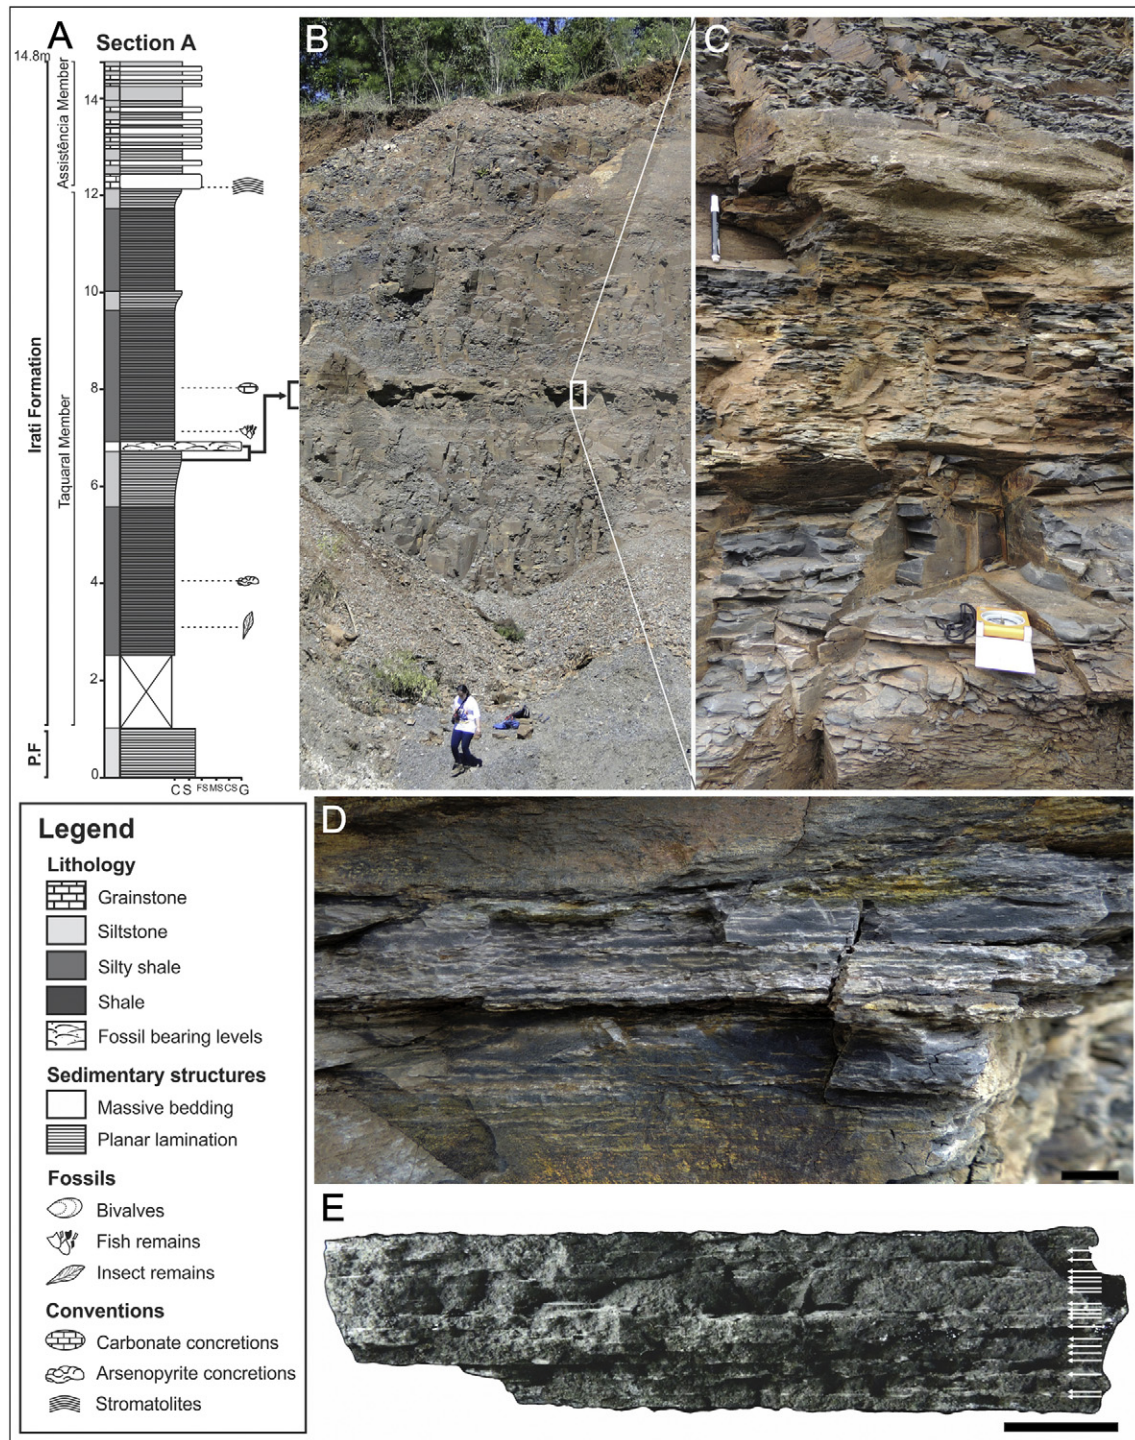 A
Section A
14.8m
Assistência Member
14
12
10
Irati Formation
Taquaral Member
8
6
4
2
P.F
0
C S FS MS CS G
B
C
Legend
Lithology
Grainstone
Siltstone
Silty shale
Shale
Fossil bearing levels
Sedimentary structures
Massive bedding
Planar lamination
Fossils
Bivalves
Fish remains
Insect remains
Conventions
Carbonate concretions
Arsenopyrite concretions
Stromatolites
D
E